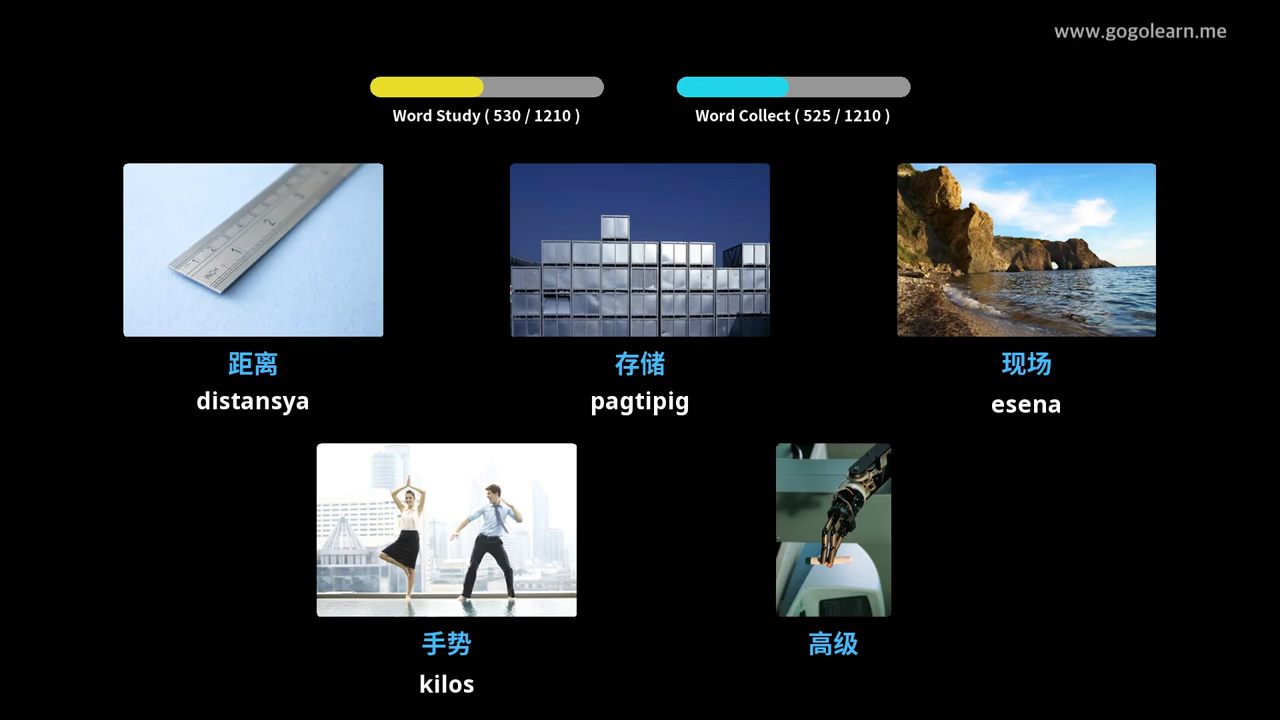 www.gogolearn.me
Word Study ( 530 / 1210 )
Word Collect ( 525 / 1210 )
距离
distansya
存储
pagtipig
现场
esena
手势
kilos
高级